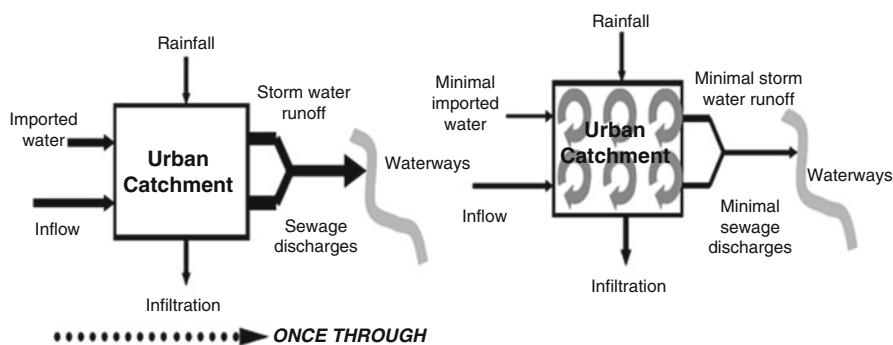 Rainfall
Storm water
runoff
Imported
water
Urban
Catchment
Waterways
Inflow
Sewage
discharges
Infiltration
ONCE THROUGH
Rainfall
Minimal
imported
water
Minimal storm
water runoff
Urban
Catchment
Waterways
Inflow
Minimal
sewage
discharges
Infiltration